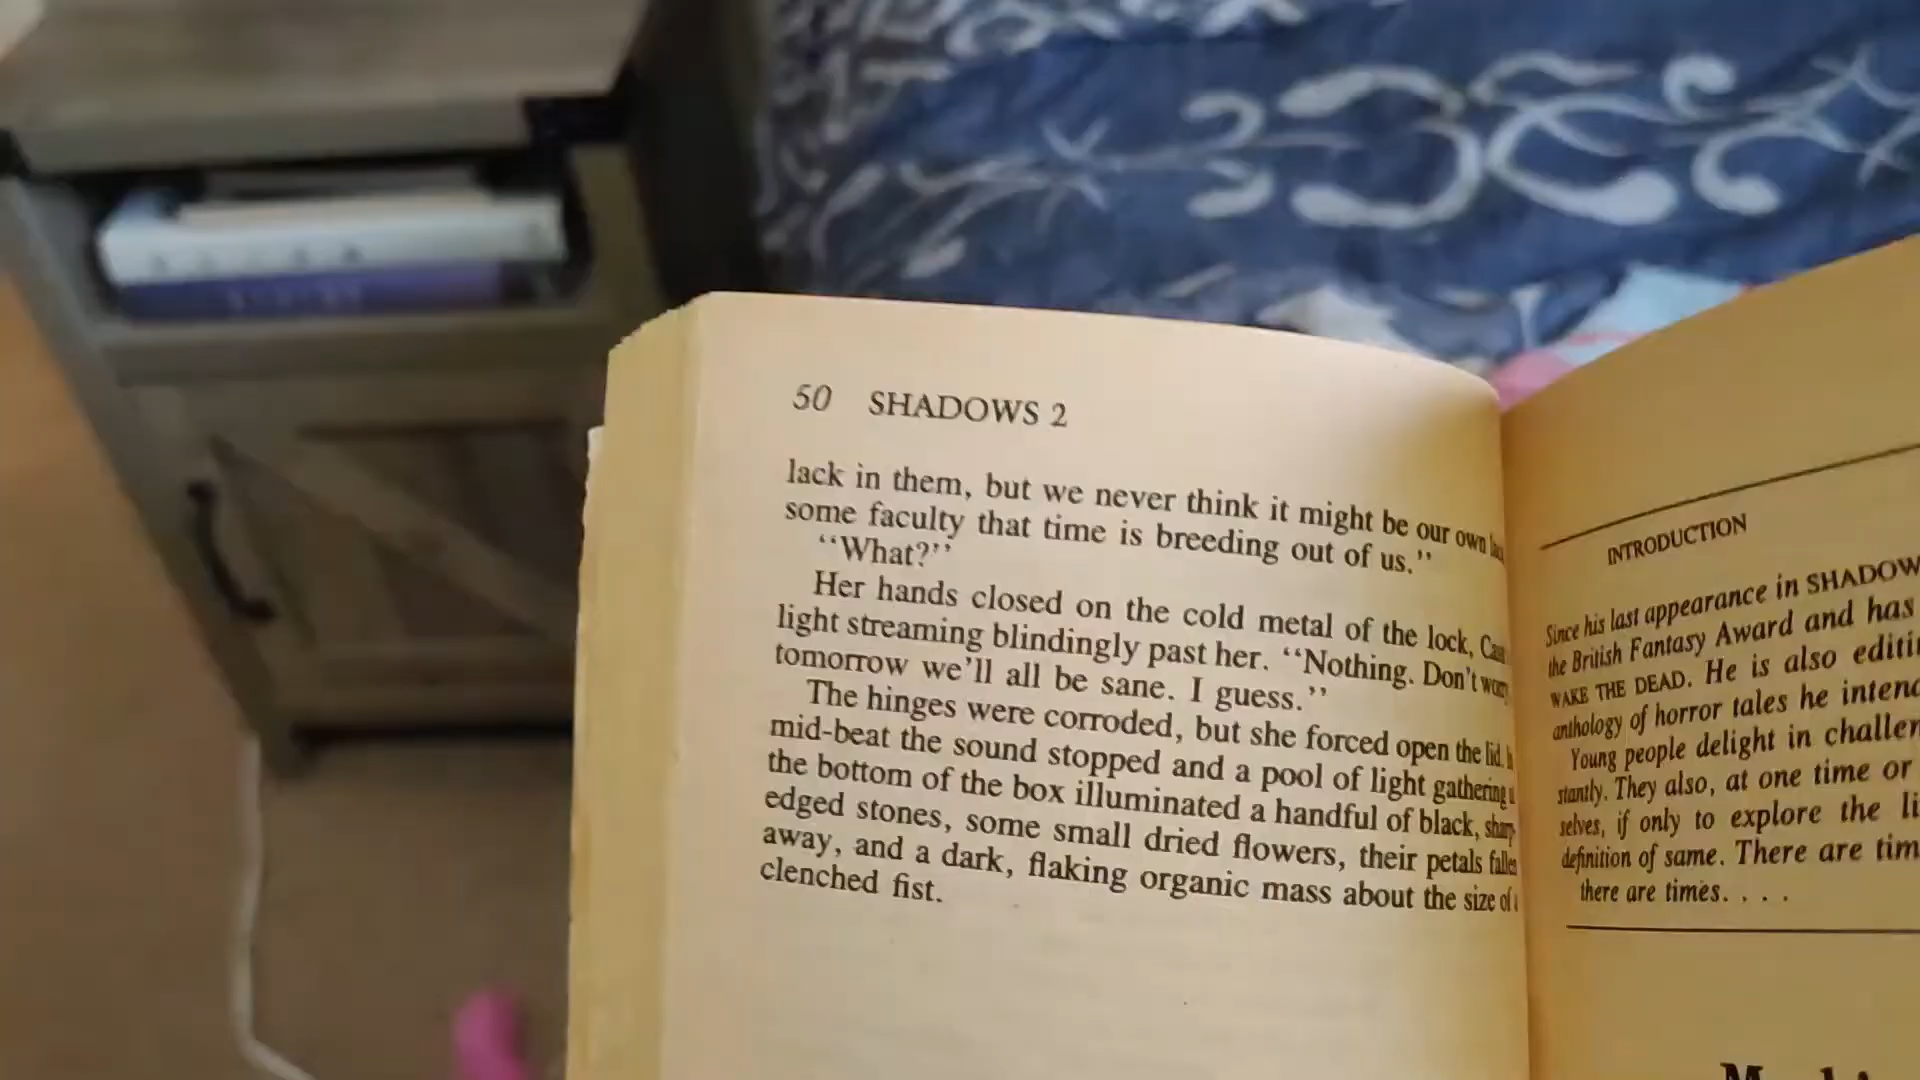 50 SHADOWS 2
lack in them, but we never think it might be our own
some faculty that time is breeding out of us.”
“What?”
Her hands closed on the cold metal of the lock,
light streaming blindingly past her. “Nothing. Don’t
tomorrow we’ll all be sane. I guess.”
The hinges were corroded, but she forced open the lid.
mid-beat the sound stopped and a pool of light gathering
the bottom of the box illuminated a handful of black,
edged stones, some small dried flowers, their petals
away, and a dark, flaking organic mass about the size of
clenched fist.
INTRODUCTION
Since his last appearance in SHADOW
the British Fantasy Award and has
WAKE THE DEAD. He is also editi
anthology of horror tales he intend
Young people delight in challen
stantly. They also, at one time or
selves, if only to explore the li
definition of same. There are tim
there are times. . . .